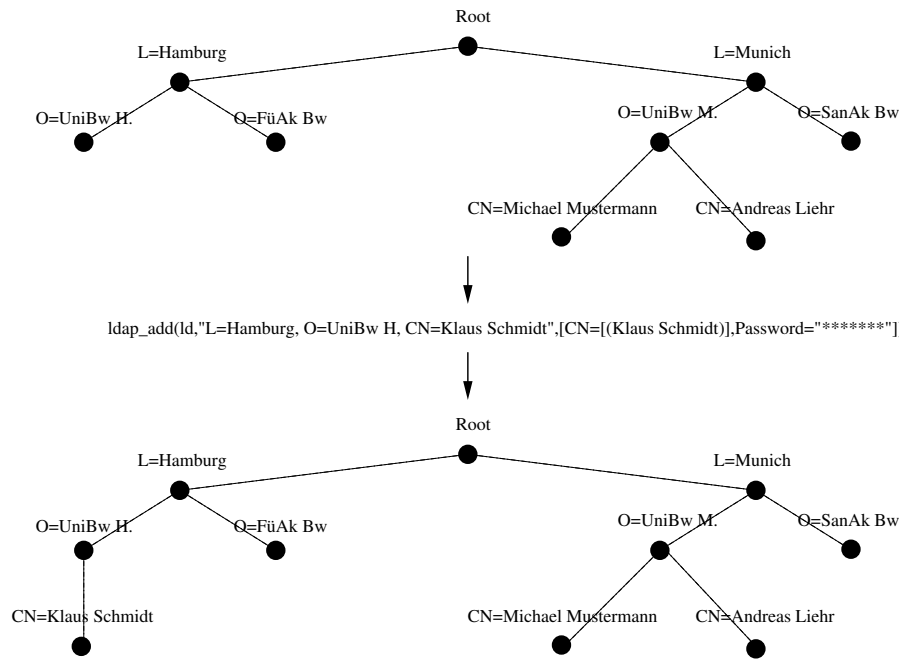 Root
L=Hamburg
L=Munich
O=UniBw H.
O=FüAk Bw
O=UniBw M.
O=SanAk Bw
CN=Michael Mustermann
CN=Andreas Liehr
ldap_add(ld,"L=Hamburg, O=UniBw H, CN=Klaus Schmidt",[CN=[(Klaus Schmidt)],Password="*******"]
Root
L=Hamburg
L=Munich
O=UniBw H.
O=FüAk Bw
O=UniBw M.
O=SanAk Bw
CN=Klaus Schmidt
CN=Michael Mustermann
CN=Andreas Liehr